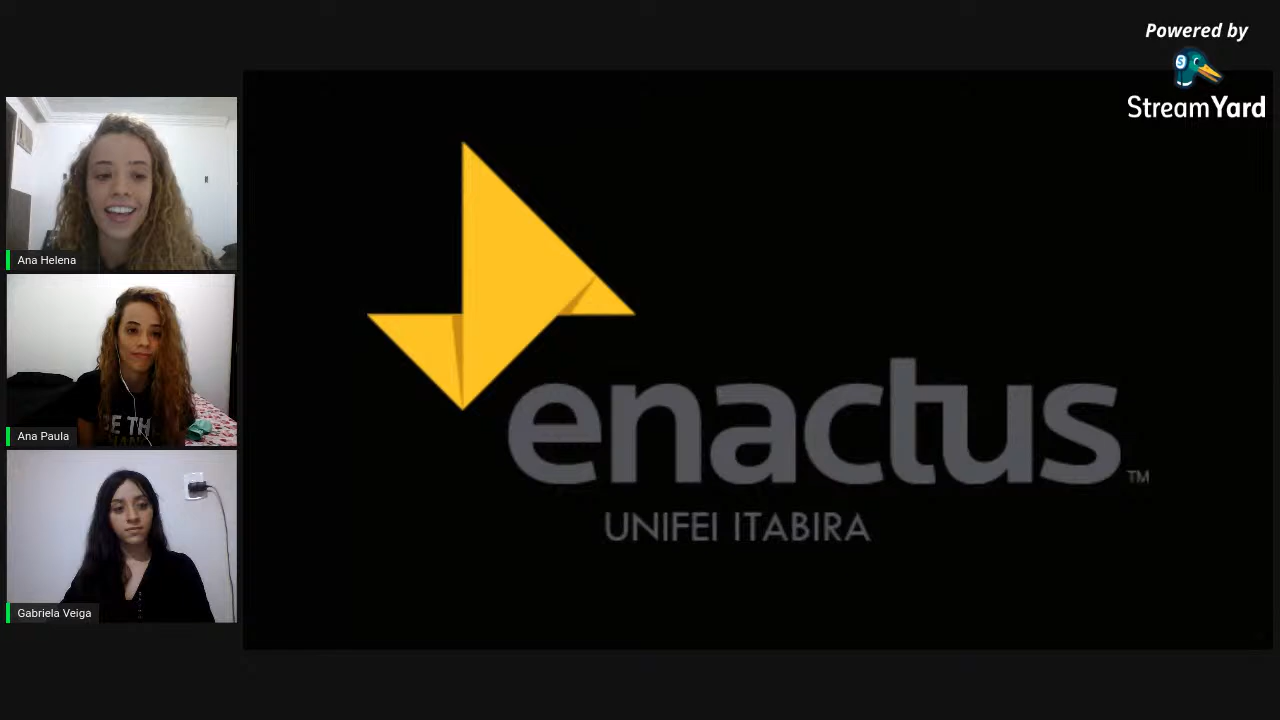 Powered by
StreamYard
Ana Helena
Ana Paula
Gabriela Veiga
enactus
TM
UNIFEI ITABIRA